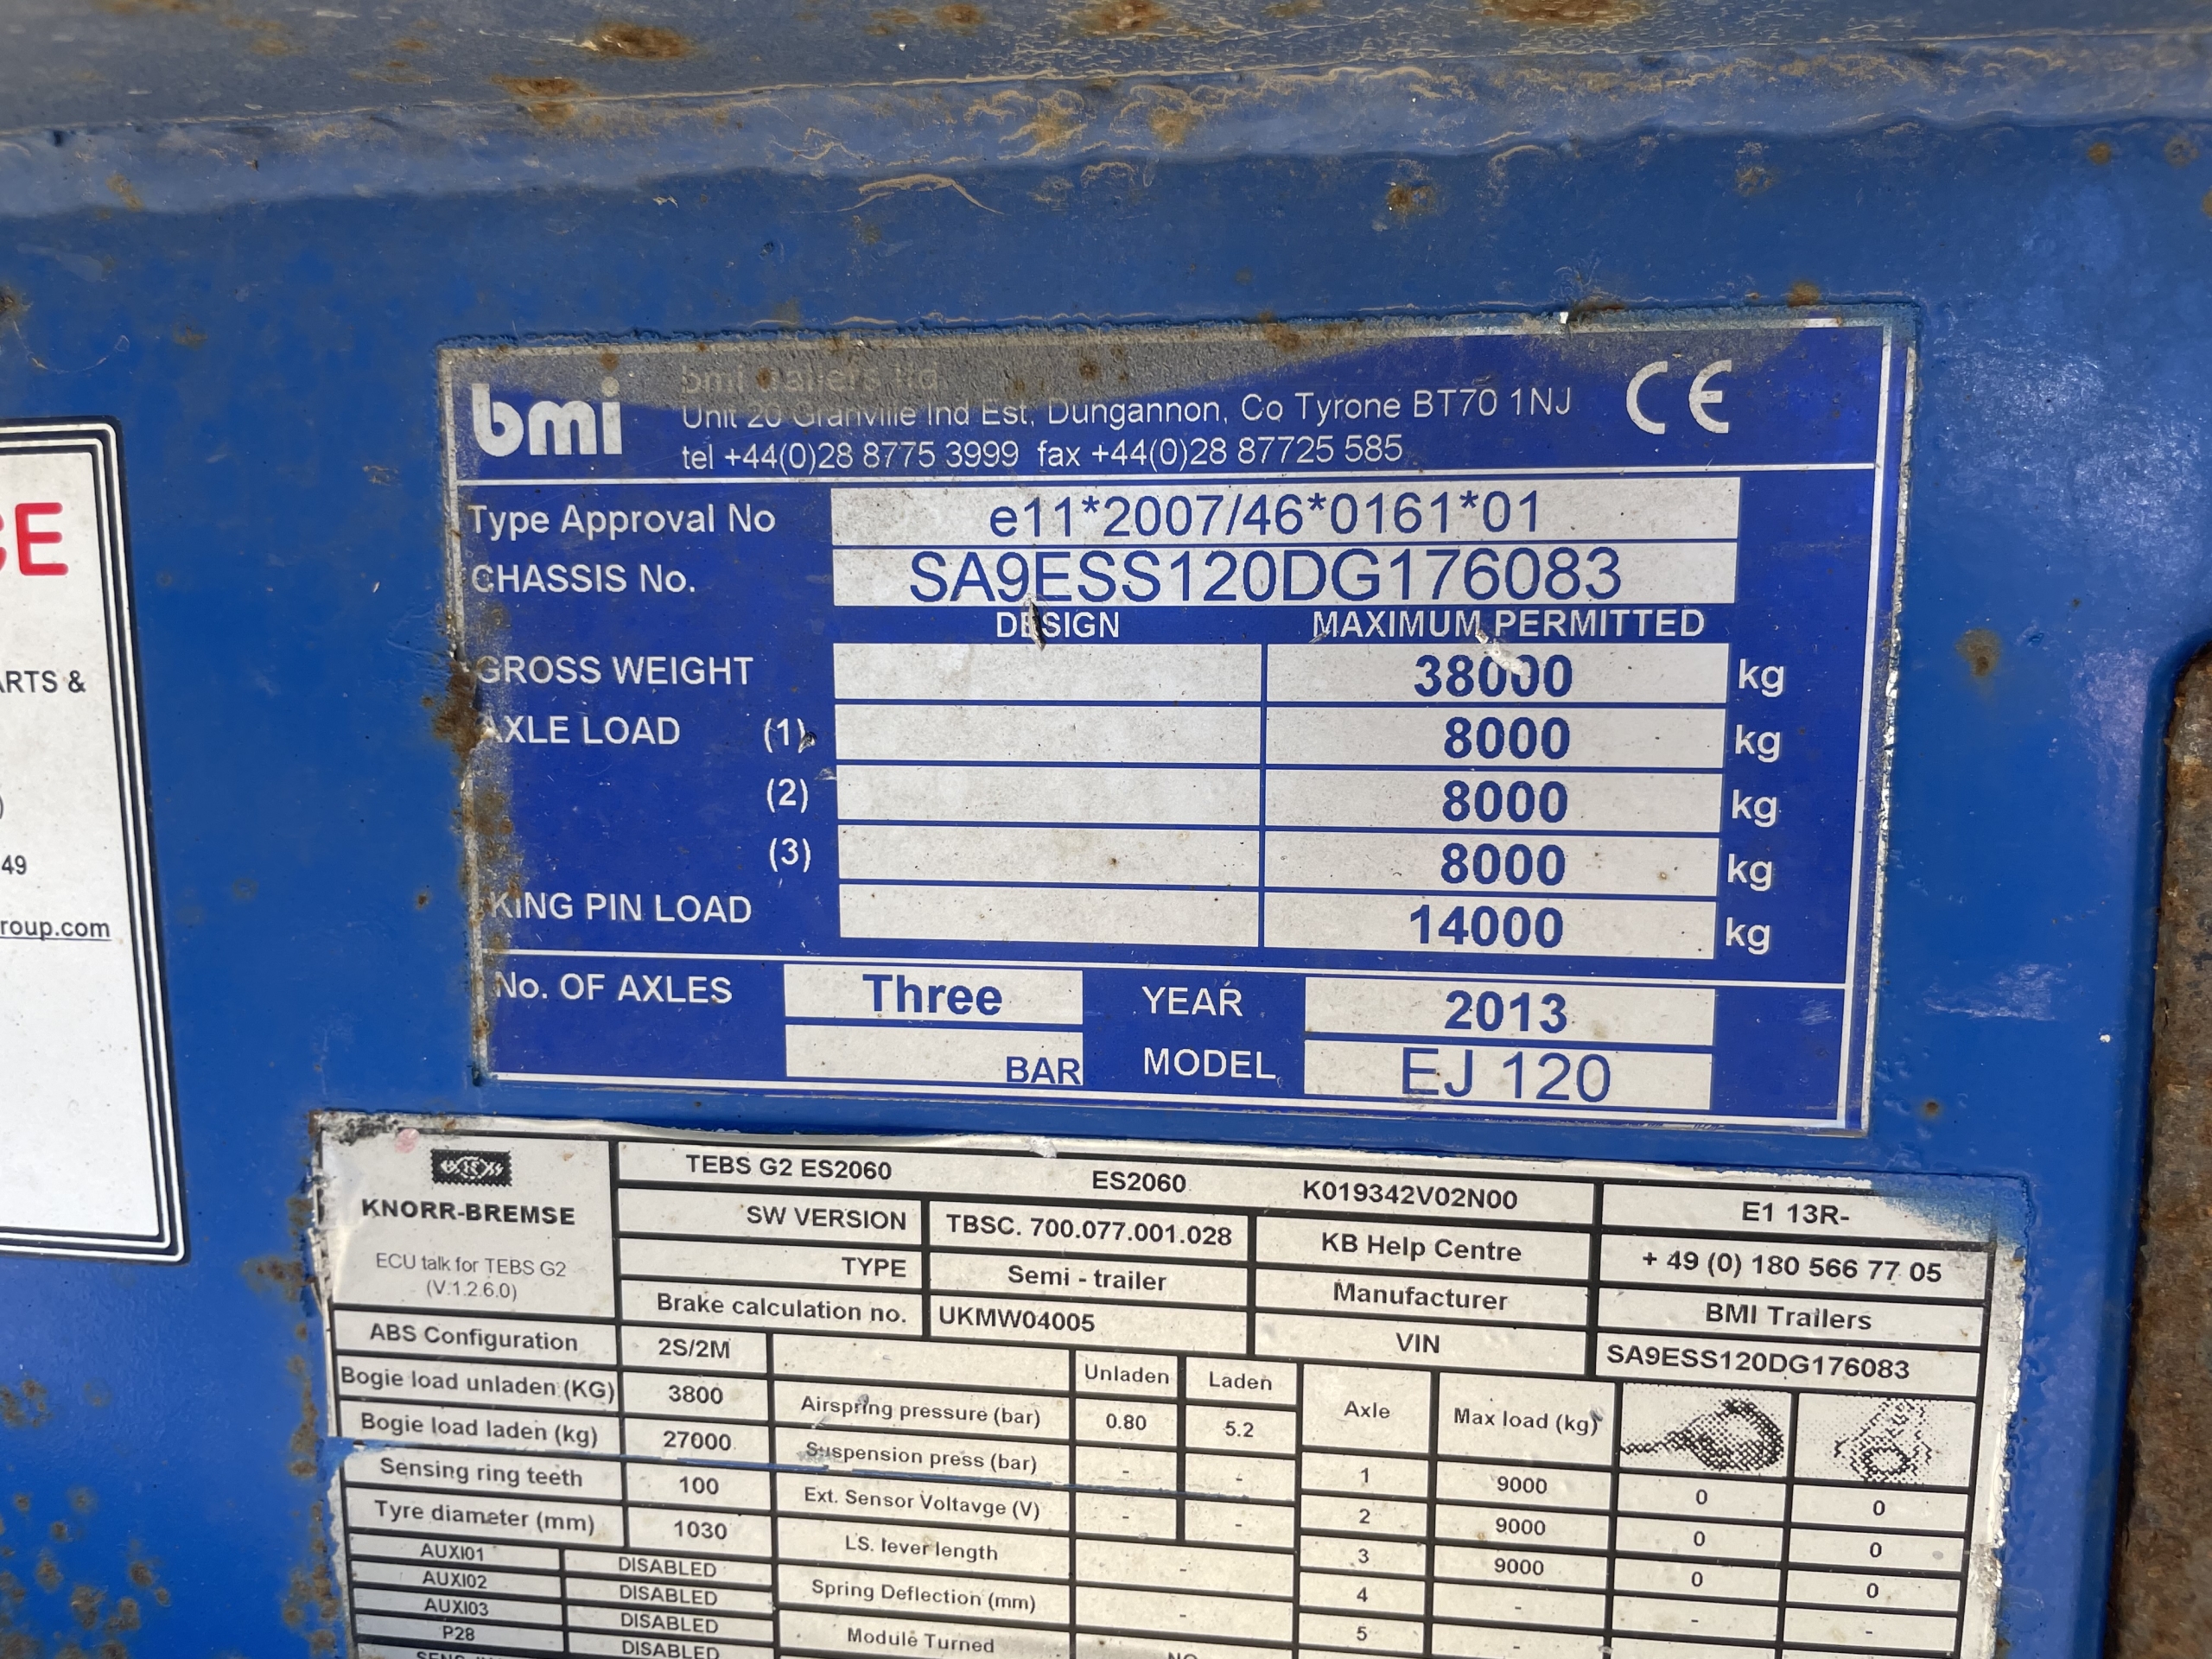 CE
ARTS &
)
49
roup.com
bmi
bmi trailers ltd
Unit 20 Granville Ind Est, Dungannon, Co Tyrone BT70 1NJ
tel +44(0)28 8775 3999 fax +44(0)28 87725 585
CE
Type Approval No e11*2007/46*0161*01
CHASSIS No. SA9ESS120DG176083
DESIGN MAXIMUM PERMITTED
GROSS WEIGHT 38000 kg
AXLE LOAD (1) 8000 kg
(2) 8000 kg
(3) 8000 kg
KING PIN LOAD 14000 kg
No. OF AXLES Three YEAR 2013
BAR MODEL EJ 120
KNORR-BREMSE
ECU talk for TEBS G2
(V.1.2.6.0)
TEBS G2 ES2060 ES2060 K019342V02N00 E1 13R-
SW VERSION TBSC. 700.077.001.028 KB Help Centre + 49 (0) 180 566 77 05
TYPE Semi - trailer Manufacturer BMI Trailers
Brake calculation no. UKMW04005 VIN SA9ESS120DG176083
ABS Configuration 2S/2M Unladen Laden Axle Max load (kg)
Bogie load unladen (KG) 3800 Airspring pressure (bar) 0.80 5.2
Bogie load laden (kg) 27000 Suspension press (bar) - - 1 9000 0 0
Sensing ring teeth 100 Ext. Sensor Voltavge (V) - - 2 9000 0 0
Tyre diameter (mm) 1030 LS. lever length - 3 9000 0 0
AUXI01 DISABLED Spring Deflection (mm) - 4 - - -
AUXI02 DISABLED Module Turned NO 5 -
AUXI03 DISABLED
P28 DISABLED